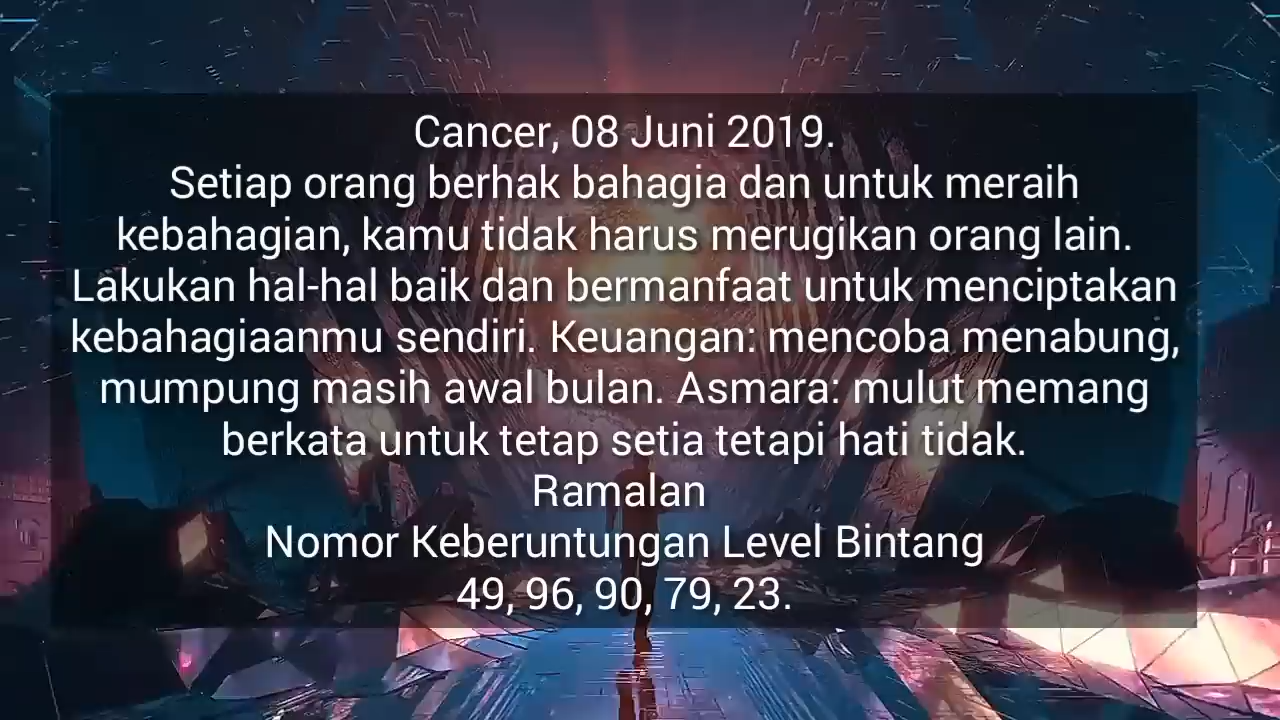 Cancer, 08 Juni 2019.
Setiap orang berhak bahagia dan untuk meraih
kebahagian, kamu tidak harus merugikan orang lain.
Lakukan hal-hal baik dan bermanfaat untuk menciptakan
kebahagiaanmu sendiri. Keuangan: mencoba menabung,
mumpung masih awal bulan. Asmara: mulut memang
berkata untuk tetap setia tetapi hati tidak.
Ramalan
Nomor Keberuntungan Level Bintang
49, 96, 90, 79, 23.